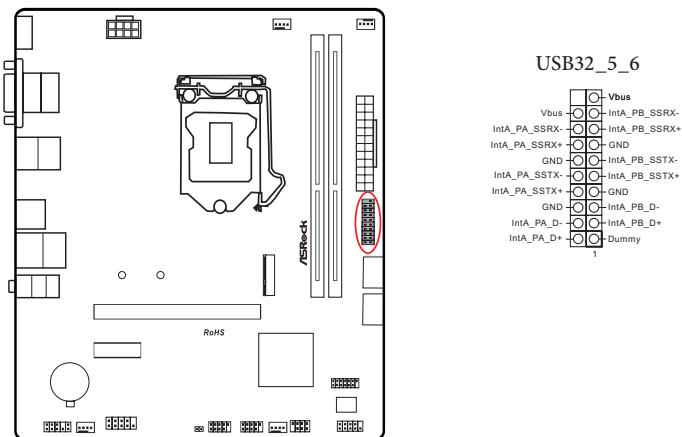 USB32_5_6
Vbus
Vbus IntA_PB_SSRX-
IntA_PA_SSRX- IntA_PB_SSRX+
IntA_PA_SSRX+ GND
GND IntA_PB_SSTX-
IntA_PA_SSTX- IntA_PB_SSTX+
IntA_PA_SSTX+ GND
GND IntA_PB_D-
IntA_PA_D- IntA_PB_D+
IntA_PA_D+ Dummy
1
ASRock
RoHS